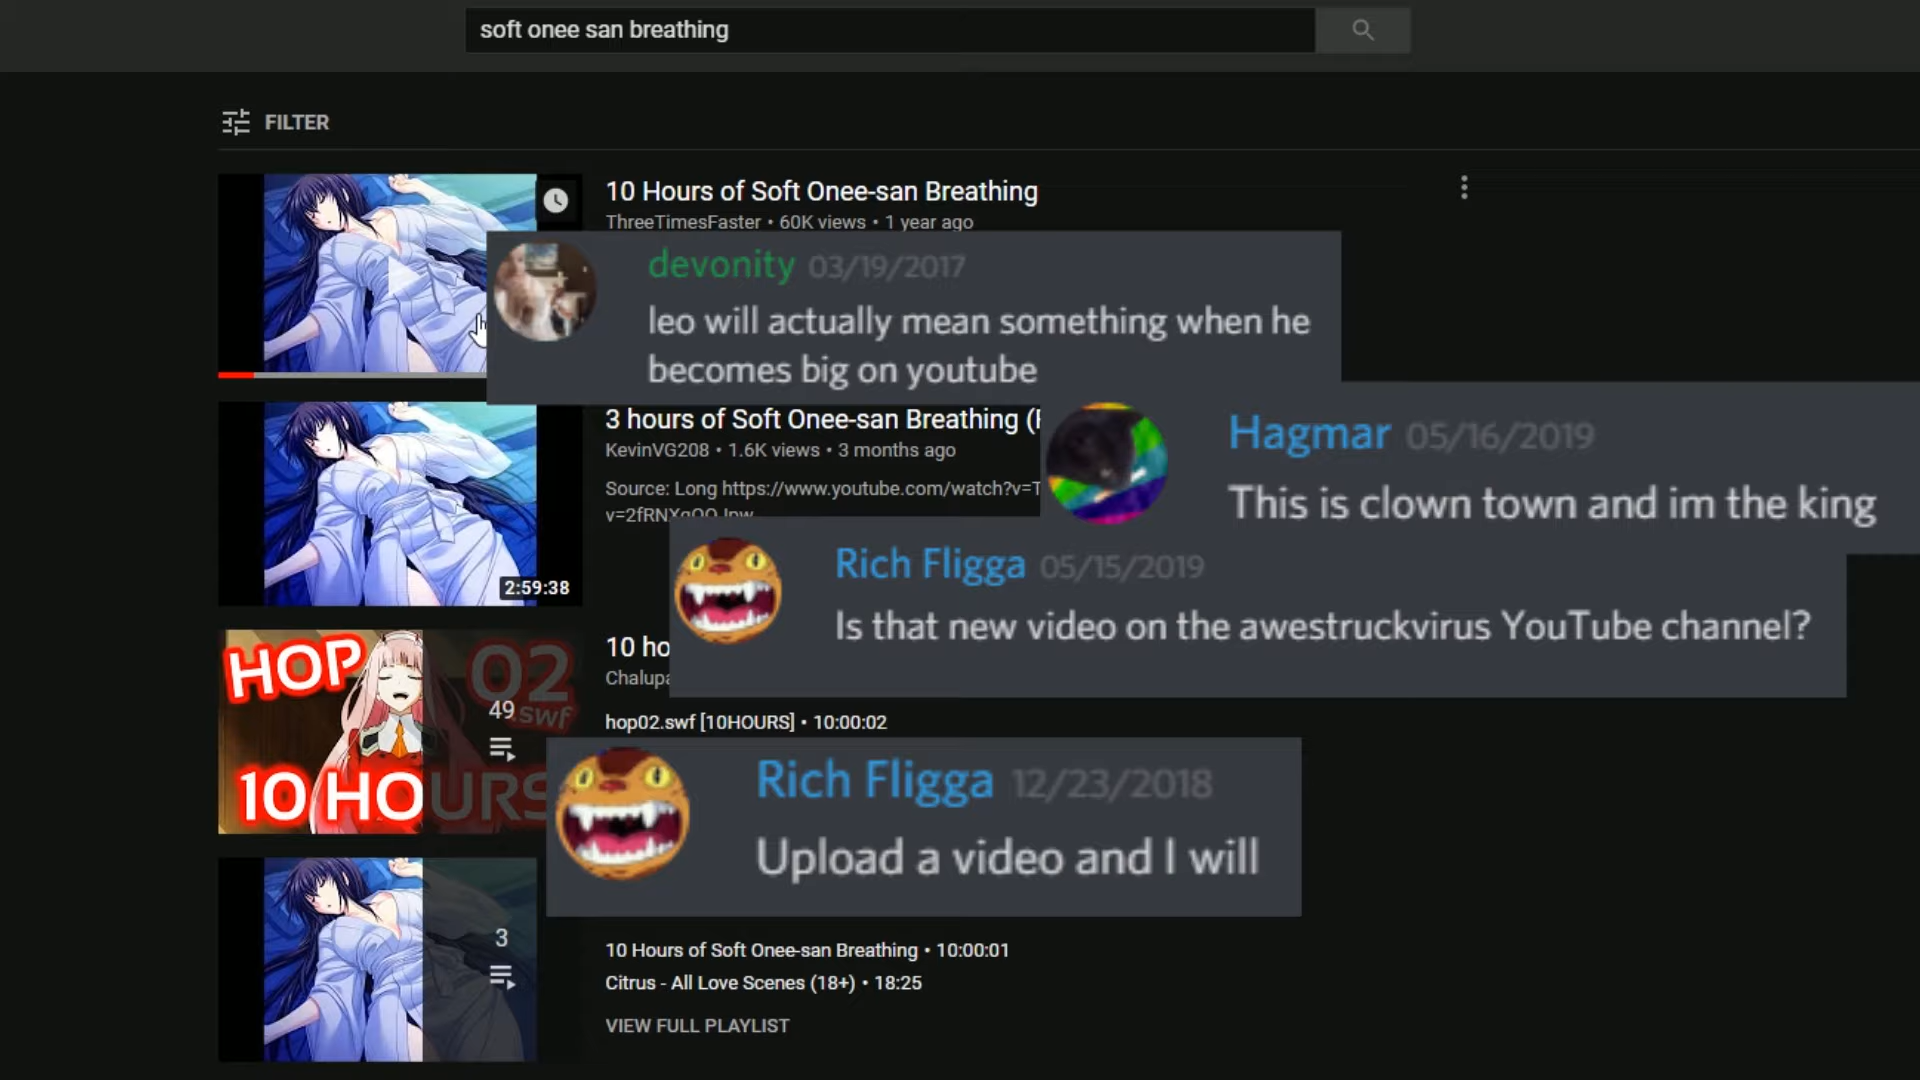 soft onee san breathing
FILTER
10 Hours of Soft Onee-san Breathing
ThreeTimesFaster • 60K views • 1 year ago
devonity 03/19/2017
leo will actually mean something when he
becomes big on youtube
3 hours of Soft Onee-san Breathing
KevinVG208 • 1.6K views • 3 months ago
Source: Long https://www.youtube.com/watch?v=
2:59:38
Hagmar 05/16/2019
This is clown town and im the king
Rich Fligga 05/15/2019
Is that new video on the awestruckvirus YouTube channel?
HOP
02
.swf
10 HOURS
49
10 ho
Chalupa
hop02.swf [10HOURS] • 10:00:02
Rich Fligga 12/23/2018
Upload a video and I will
3
10 Hours of Soft Onee-san Breathing • 10:00:01
Citrus - All Love Scenes (18+) • 18:25
VIEW FULL PLAYLIST